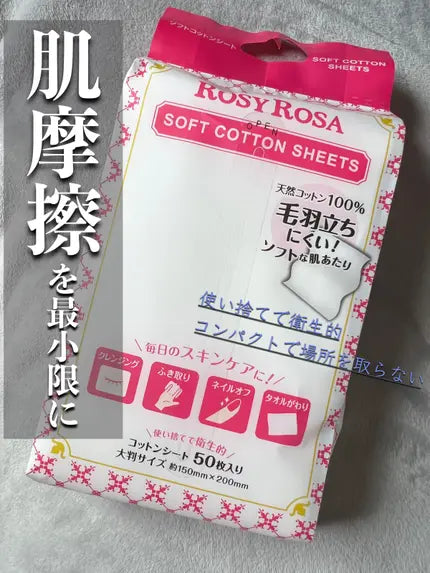 肌摩擦を最小限に
ソフトコットンシート
SOFT COTTON
SHEETS
ROSY ROSA
OPEN
SOFT COTTON SHEETS
天然コットン100%
毛羽立ち
にくい!
ソフトな肌あたり
使い捨てで衛生的
コンパクトで場所を取らない
毎日のスキンケアに!
クレンジング
ふき取り
ネイルオフ
タオルがわり
使い捨てで衛生的
コットンシート 50枚入り
大判サイズ 約150mm×200mm